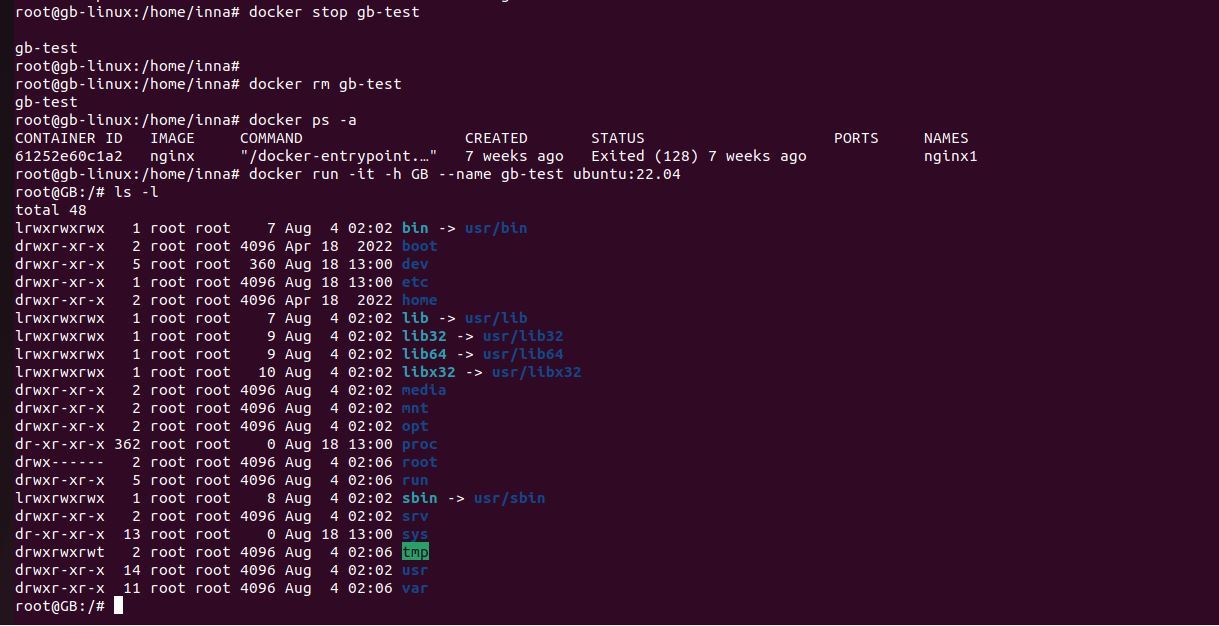 root@gb-linux:/home/inna# docker stop gb-test
gb-test
root@gb-linux:/home/inna#
root@gb-linux:/home/inna# docker rm gb-test
gb-test
root@gb-linux:/home/inna# docker ps -a
CONTAINER ID   IMAGE     COMMAND                  CREATED       STATUS                     PORTS     NAMES
61252e60c1a2   nginx     "/docker-entrypoint.…"   7 weeks ago   Exited (128) 7 weeks ago             nginx1
root@gb-linux:/home/inna# docker run -it -h GB --name gb-test ubuntu:22.04
root@GB:/# ls -l
total 48
lrwxrwxrwx   1 root root    7 Aug  4 02:02 bin -> usr/bin
drwxr-xr-x   2 root root 4096 Apr 18  2022 boot
drwxr-xr-x   5 root root  360 Aug 18 13:00 dev
drwxr-xr-x   1 root root 4096 Aug 18 13:00 etc
drwxr-xr-x   2 root root 4096 Apr 18  2022 home
lrwxrwxrwx   1 root root    7 Aug  4 02:02 lib -> usr/lib
lrwxrwxrwx   1 root root    9 Aug  4 02:02 lib32 -> usr/lib32
lrwxrwxrwx   1 root root    9 Aug  4 02:02 lib64 -> usr/lib64
lrwxrwxrwx   1 root root   10 Aug  4 02:02 libx32 -> usr/libx32
drwxr-xr-x   2 root root 4096 Aug  4 02:02 media
drwxr-xr-x   2 root root 4096 Aug  4 02:02 mnt
drwxr-xr-x   2 root root 4096 Aug  4 02:02 opt
dr-xr-xr-x 362 root root    0 Aug 18 13:00 proc
drwx------   2 root root 4096 Aug  4 02:06 root
drwxr-xr-x   5 root root 4096 Aug  4 02:06 run
lrwxrwxrwx   1 root root    8 Aug  4 02:02 sbin -> usr/sbin
drwxr-xr-x   2 root root 4096 Aug  4 02:02 srv
dr-xr-xr-x  13 root root    0 Aug 18 13:00 sys
drwxrwxrwt   2 root root 4096 Aug  4 02:06 tmp
drwxr-xr-x  14 root root 4096 Aug  4 02:02 usr
drwxr-xr-x  11 root root 4096 Aug  4 02:06 var
root@GB:/#